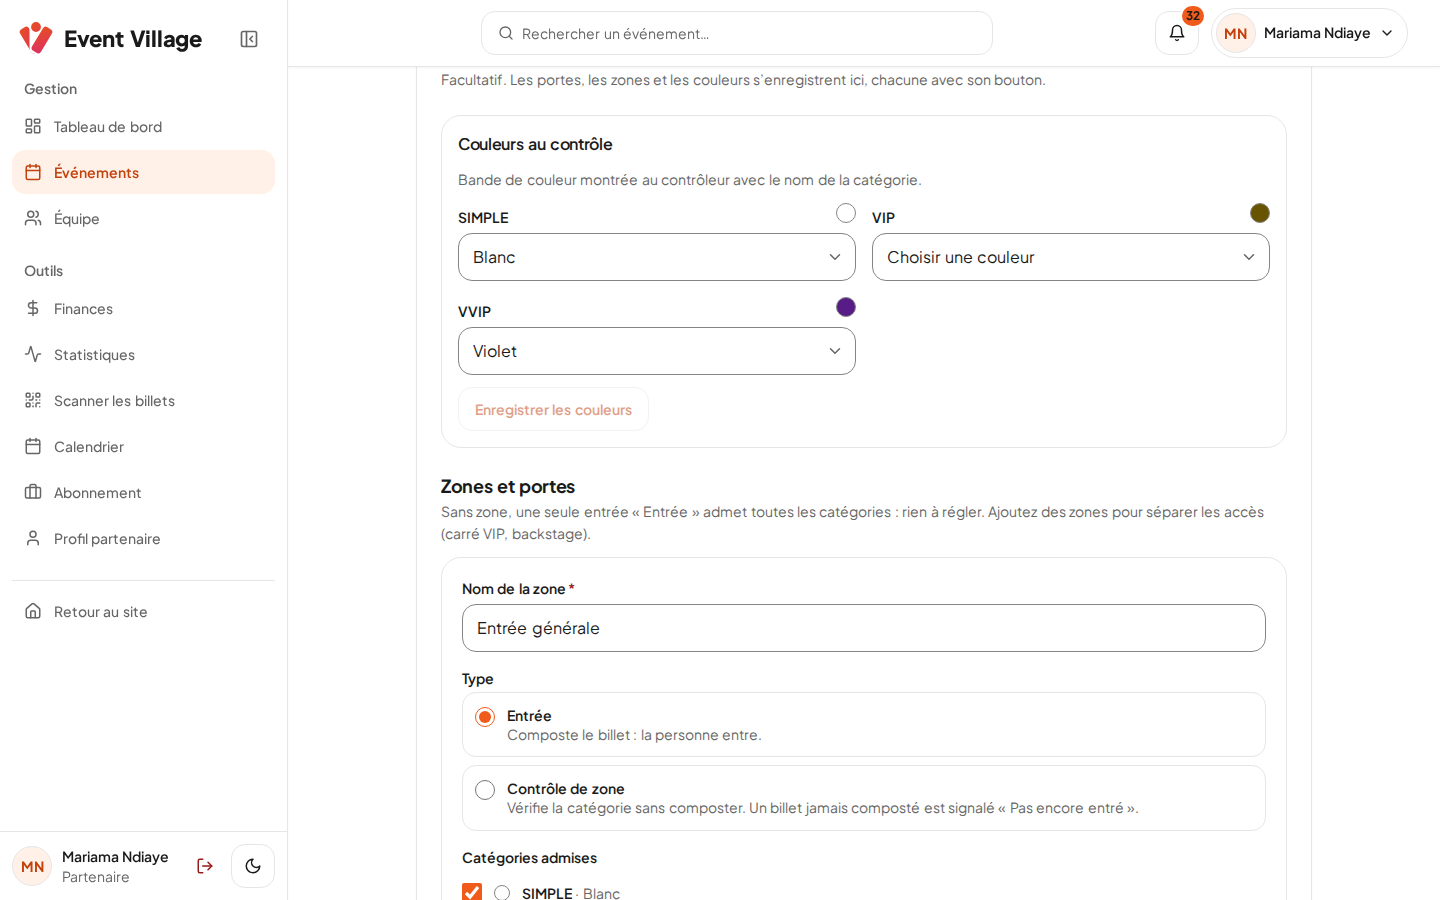 Event Village
Rechercher un événement…
32
MN
Mariama Ndiaye
Gestion
Tableau de bord
Événements
Équipe
Outils
Finances
Statistiques
Scanner les billets
Calendrier
Abonnement
Profil partenaire
Retour au site
MN
Mariama Ndiaye
Partenaire
Facultatif. Les portes, les zones et les couleurs s'enregistrent ici, chacune avec son bouton.
Couleurs au contrôle
Bande de couleur montrée au contrôleur avec le nom de la catégorie.
SIMPLE
Blanc
VIP
Choisir une couleur
VVIP
Violet
Enregistrer les couleurs
Zones et portes
Sans zone, une seule entrée « Entrée » admet toutes les catégories : rien à régler. Ajoutez des zones pour séparer les accès
(carré VIP, backstage).
Nom de la zone *
Entrée générale
Type
Entrée
Composte le billet : la personne entre.
Contrôle de zone
Vérifie la catégorie sans composter. Un billet jamais composté est signalé « Pas encore entré ».
Catégories admises
SIMPLE · Blanc